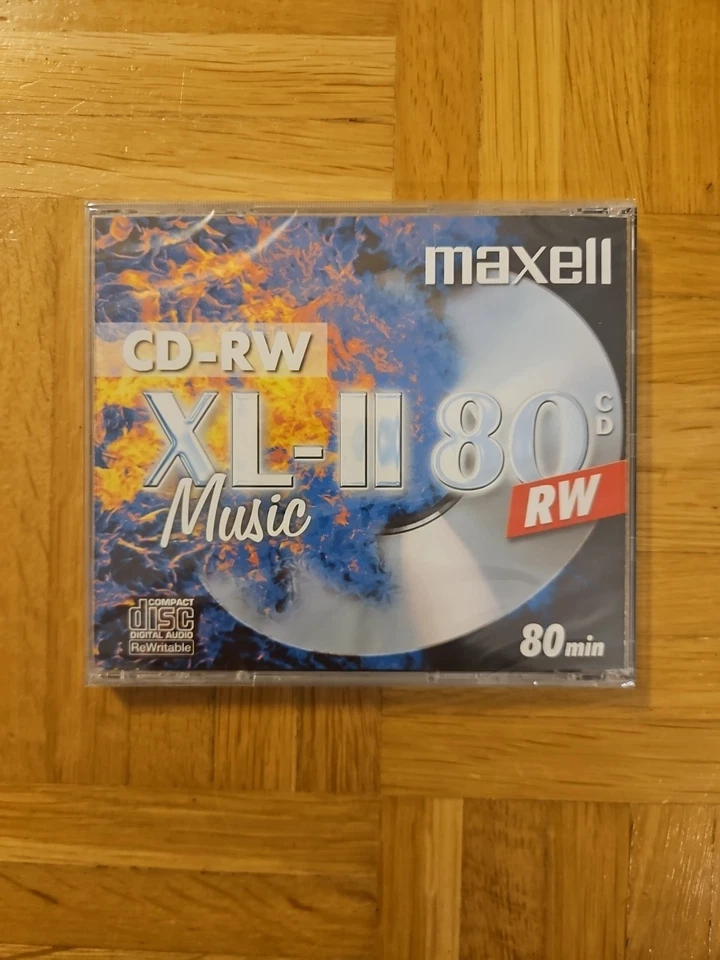 maxell
CD-RW
XL-II 80 CD
RW
Music
COMPACT
disc
DIGITAL AUDIO
ReWritable
80min